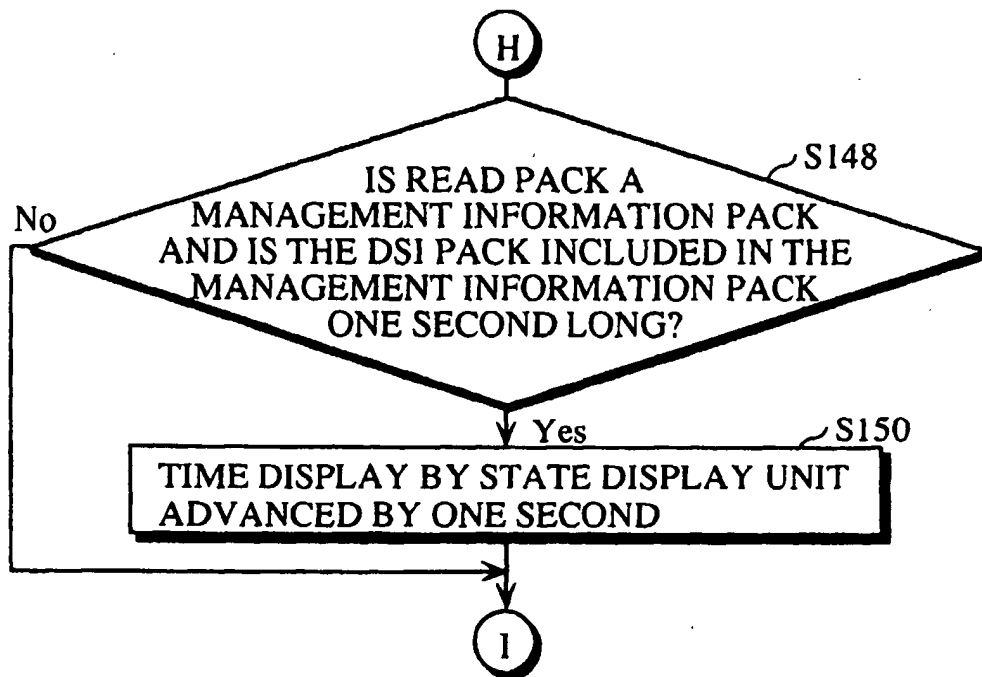 H
S148
IS READ PACK A
MANAGEMENT INFORMATION PACK
AND IS THE DSI PACK INCLUDED IN THE
MANAGEMENT INFORMATION PACK
ONE SECOND LONG?
No
Yes
S150
TIME DISPLAY BY STATE DISPLAY UNIT
ADVANCED BY ONE SECOND
I